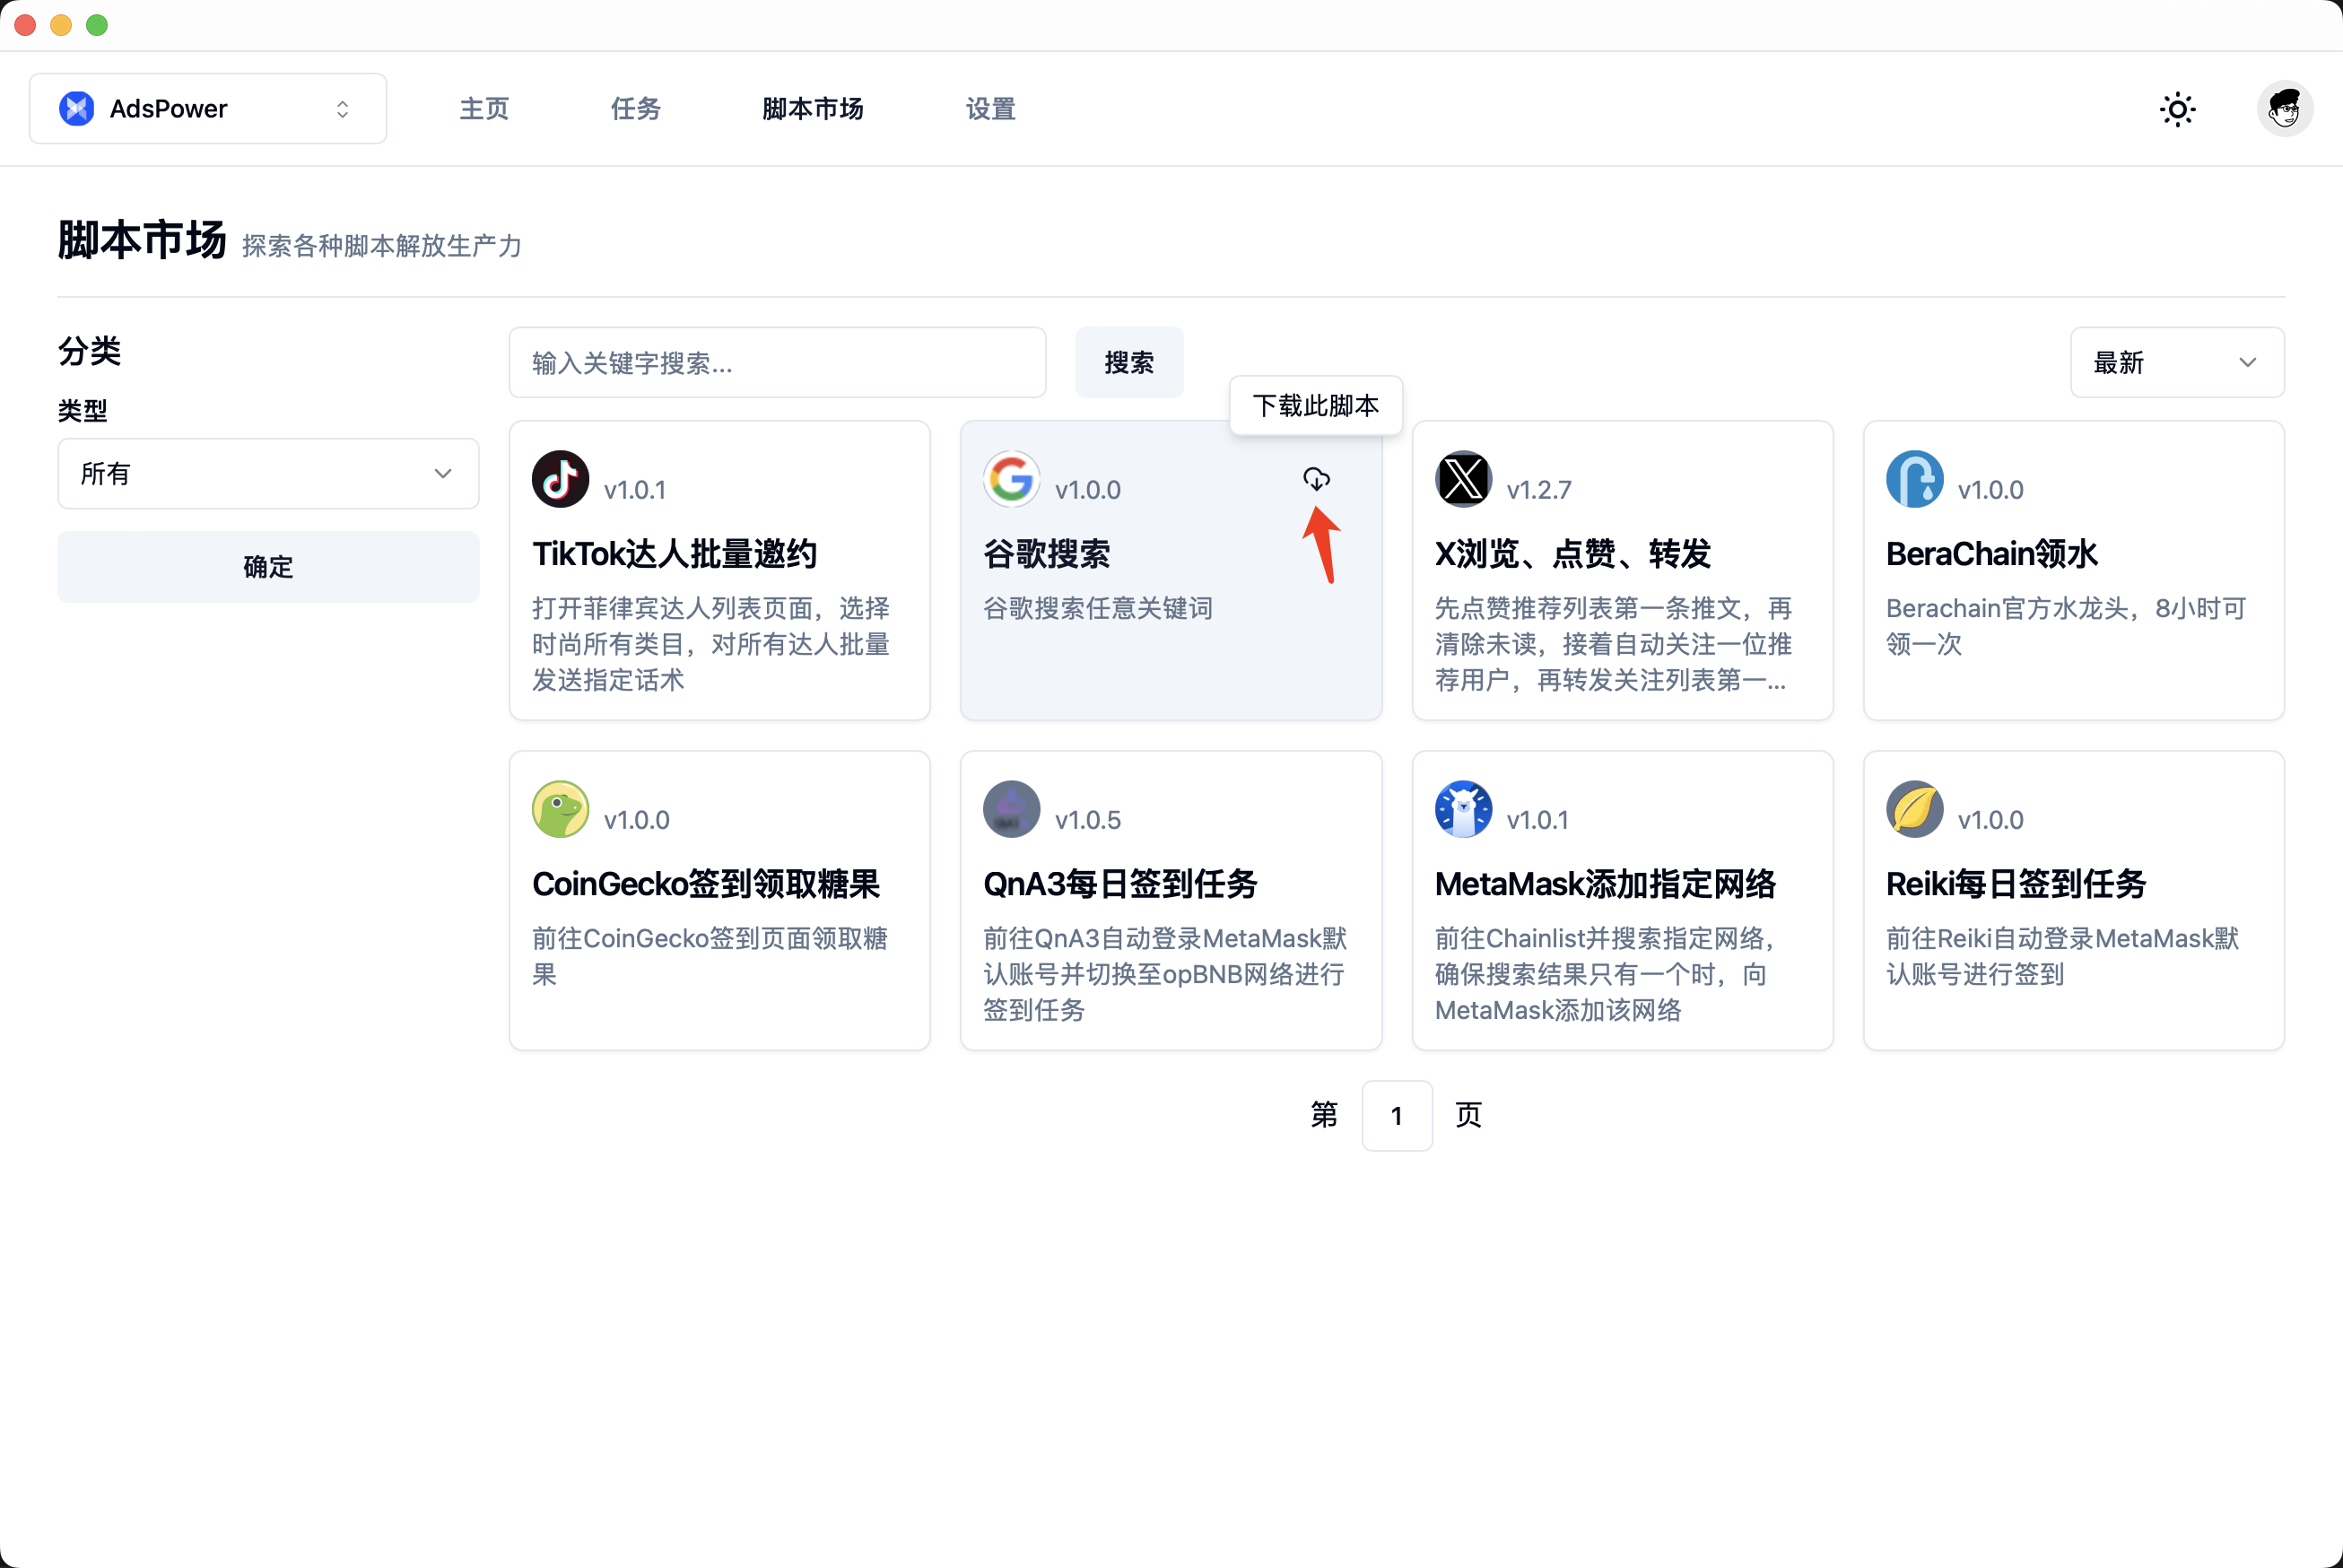 AdsPower
主页
任务
脚本市场
设置
脚本市场
探索各种脚本解放生产力
分类
类型
所有
确定
输入关键字搜索...
搜索
最新
下载此脚本
v1.0.1
TikTok达人批量邀约
打开菲律宾达人列表页面，选择
时尚所有类目，对所有达人批量
发送指定话术
v1.0.0
谷歌搜索
谷歌搜索任意关键词
v1.2.7
X浏览、点赞、转发
先点赞推荐列表第一条推文，再
清除未读，接着自动关注一位推
荐用户，再转发关注列表第一...
v1.0.0
BeraChain领水
Berachain官方水龙头，8小时可
领一次
v1.0.0
CoinGecko签到领取糖果
前往CoinGecko签到页面领取糖
果
v1.0.5
QnA3每日签到任务
前往QnA3自动登录MetaMask默
认账号并切换至opBNB网络进行
签到任务
v1.0.1
MetaMask添加指定网络
前往Chainlist并搜索指定网络，
确保搜索结果只有一个时，向
MetaMask添加该网络
v1.0.0
Reiki每日签到任务
前往Reiki自动登录MetaMask默
认账号进行签到
第 1 页